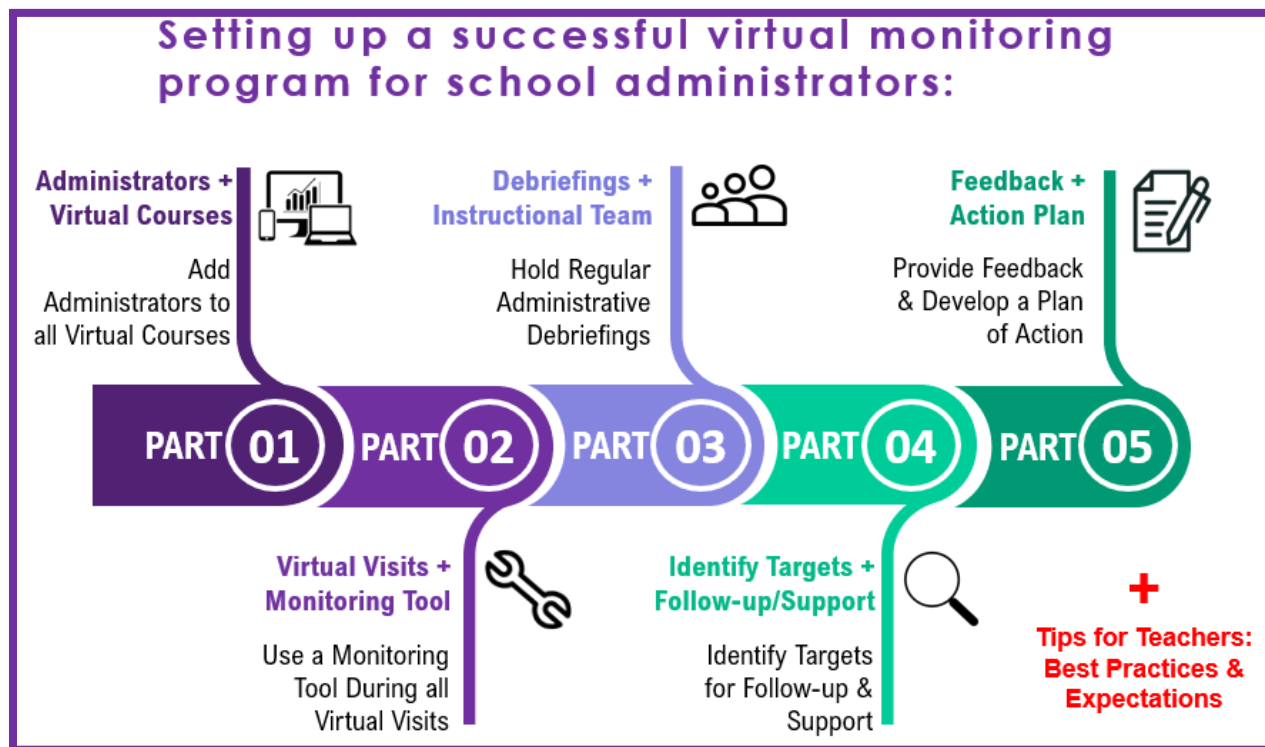 Setting up a successful virtual monitoring
program for school administrators:
Administrators +
Virtual Courses
Add
Administrators to
all Virtual Courses
Debriefings +
Instructional Team
Hold Regular
Administrative
Debriefings
Feedback +
Action Plan
Provide Feedback
& Develop a Plan
of Action
PART 01
PART 02
PART 03
PART 04
PART 05
Virtual Visits +
Monitoring Tool
Use a Monitoring
Tool During all
Virtual Visits
Identify Targets +
Follow-up/Support
Identify Targets
for Follow-up &
Support
+
Tips for Teachers:
Best Practices &
Expectations